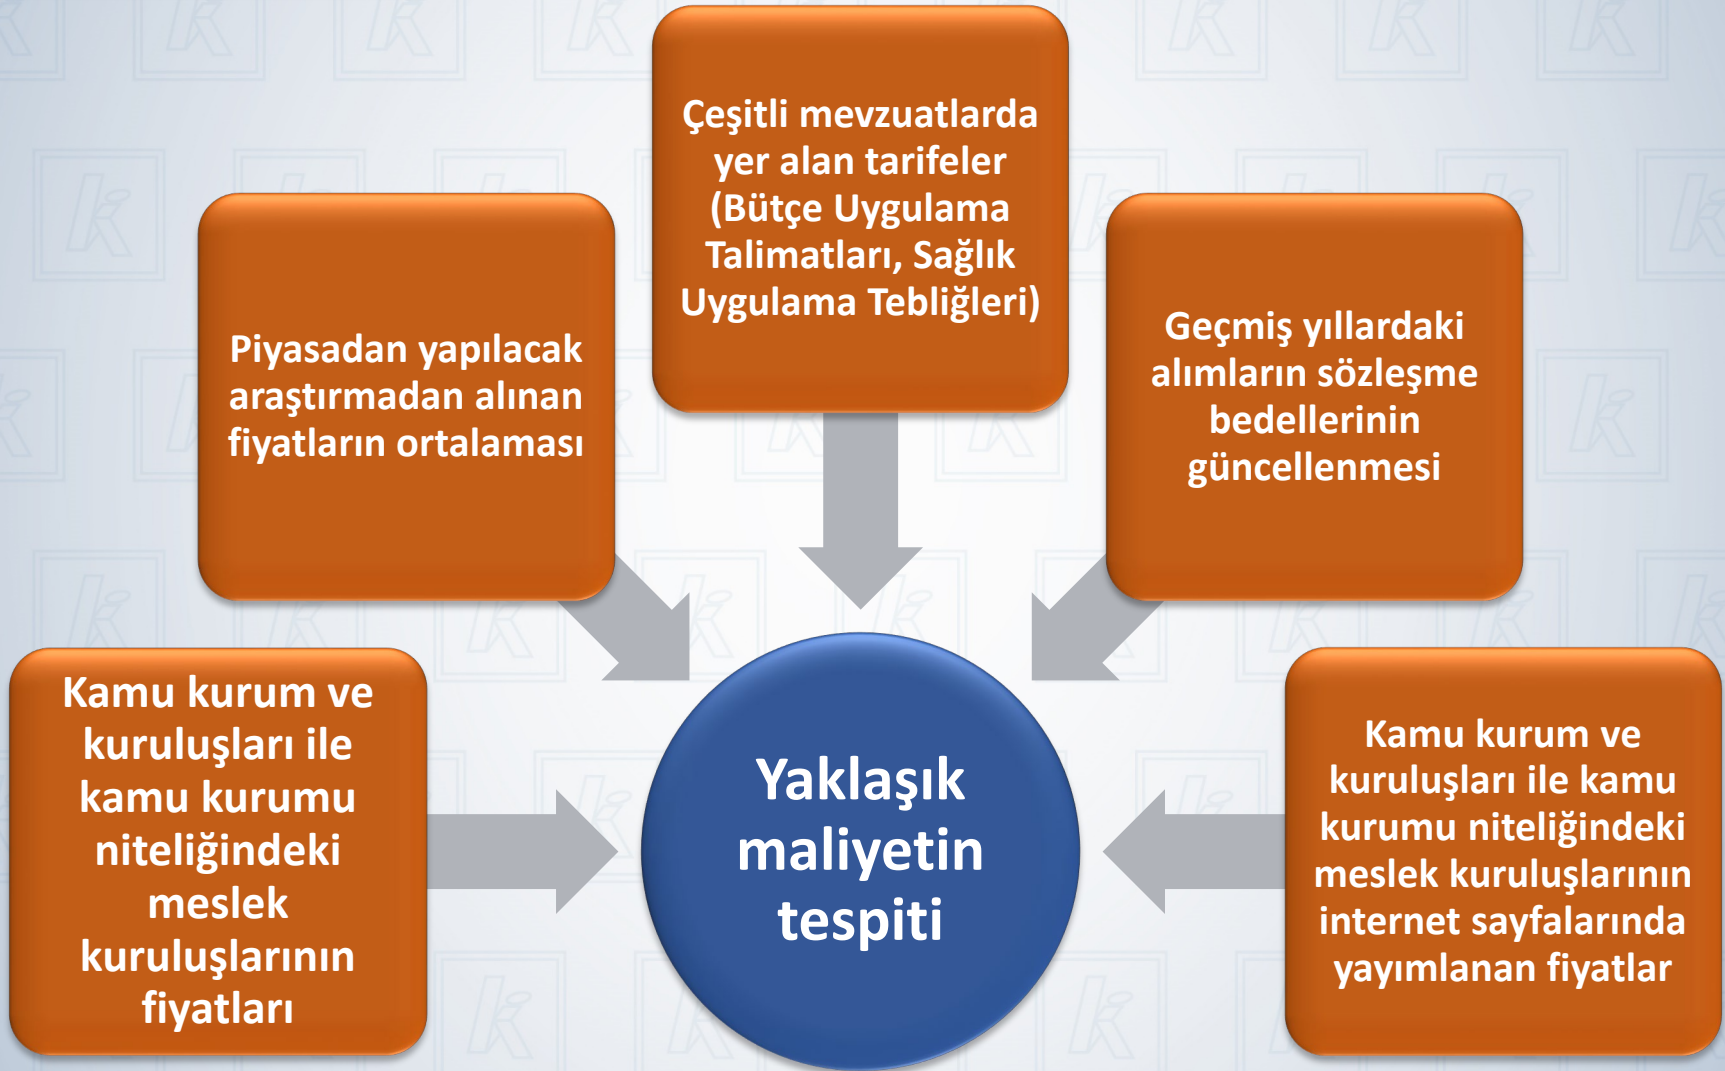 Kamu kurum ve
kuruluşları ile
kamu kurumu
niteliğindeki
meslek
kuruluşlarının
fiyatları
Piyasadan yapılacak
araştırmadan alınan
fiyatların ortalaması
Çeşitli mevzuatlarda
yer alan tarifeler
(Bütçe Uygulama
Talimatları, Sağlık
Uygulama Tebliğleri)
Geçmiş yıllardaki
alımların sözleşme
bedellerinin
güncellenmesi
Kamu kurum ve
kuruluşları ile kamu
kurumu niteliğindeki
meslek kuruluşlarının
internet sayfalarında
yayımlanan fiyatlar
Yaklaşık
maliyetin
tespiti